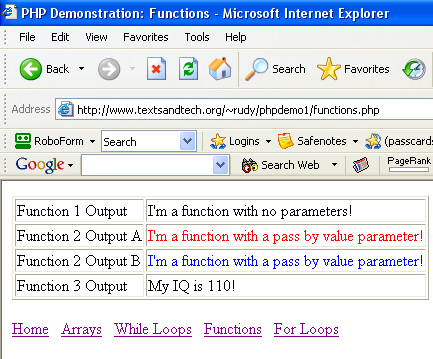 PHP Demonstration: Functions - Microsoft Internet Explorer
File Edit View Favorites Tools Help
Back Search Favorites
Address http://www.textsandtech.org/~rudy/phpdemo1/functions.php
RoboForm Search Logins Safenotes (passcards
Google Search Web PageRank
Function 1 Output I'm a function with no parameters!
Function 2 Output A I'm a function with a pass by value parameter!
Function 2 Output B I'm a function with a pass by value parameter!
Function 3 Output My IQ is 110!
Home Arrays While Loops Functions For Loops